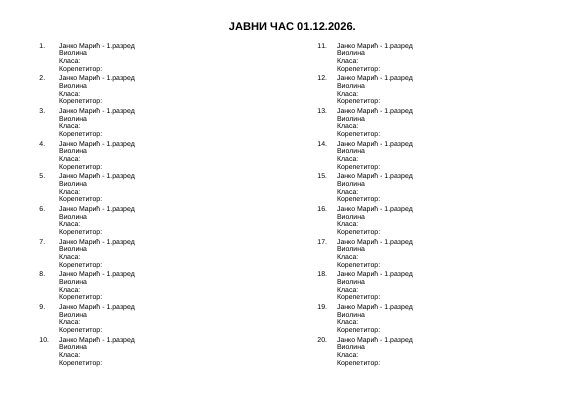 ЈАВНИ ЧАС 01.12.2026.
1. Јанко Марић - 1.разред
Виолина
Класа:
Корепетитор:
2. Јанко Марић - 1.разред
Виолина
Класа:
Корепетитор:
3. Јанко Марић - 1.разред
Виолина
Класа:
Корепетитор:
4. Јанко Марић - 1.разред
Виолина
Класа:
Корепетитор:
5. Јанко Марић - 1.разред
Виолина
Класа:
Корепетитор:
6. Јанко Марић - 1.разред
Виолина
Класа:
Корепетитор:
7. Јанко Марић - 1.разред
Виолина
Класа:
Корепетитор:
8. Јанко Марић - 1.разред
Виолина
Класа:
Корепетитор:
9. Јанко Марић - 1.разред
Виолина
Класа:
Корепетитор:
10. Јанко Марић - 1.разред
Виолина
Класа:
Корепетитор:
11. Јанко Марић - 1.разред
Виолина
Класа:
Корепетитор:
12. Јанко Марић - 1.разред
Виолина
Класа:
Корепетитор:
13. Јанко Марић - 1.разред
Виолина
Класа:
Корепетитор:
14. Јанко Марић - 1.разред
Виолина
Класа:
Корепетитор:
15. Јанко Марић - 1.разред
Виолина
Класа:
Корепетитор:
16. Јанко Марић - 1.разред
Виолина
Класа:
Корепетитор:
17. Јанко Марић - 1.разред
Виолина
Класа:
Корепетитор:
18. Јанко Марић - 1.разред
Виолина
Класа:
Корепетитор:
19. Јанко Марић - 1.разред
Виолина
Класа:
Корепетитор:
20. Јанко Марић - 1.разред
Виолина
Класа:
Корепетитор: